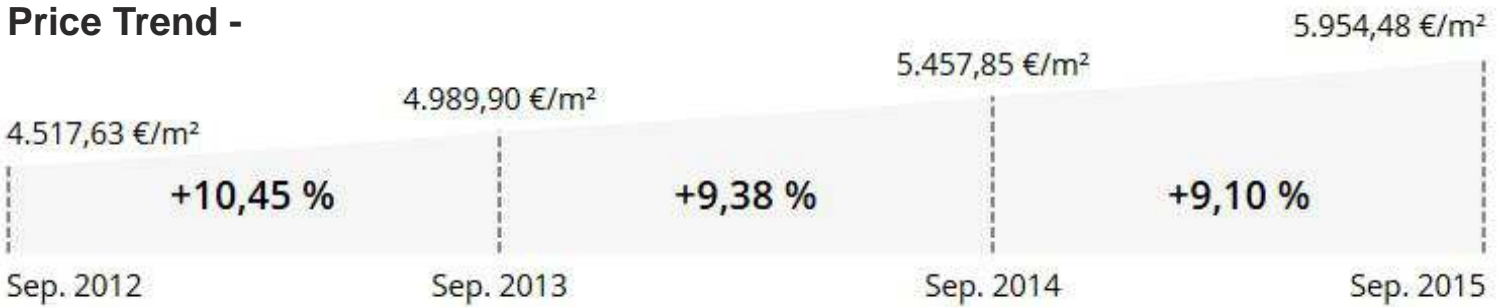 Price Trend -
5.954,48 €/m²
5.457,85 €/m²
4.989,90 €/m²
4.517,63 €/m²
+10,45 %
+9,38 %
+9,10 %
Sep. 2012
Sep. 2013
Sep. 2014
Sep. 2015